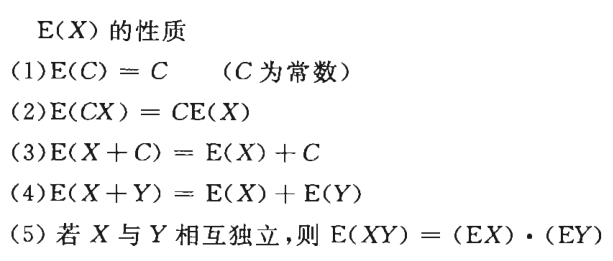 E(X) 的性质
(1)E(C) = C (C 为常数)
(2)E(CX) = CE(X)
(3)E(X+C) = E(X)+C
(4)E(X+Y) = E(X)+E(Y)
(5) 若 X 与 Y 相互独立,则 E(XY) = (EX)·(EY)